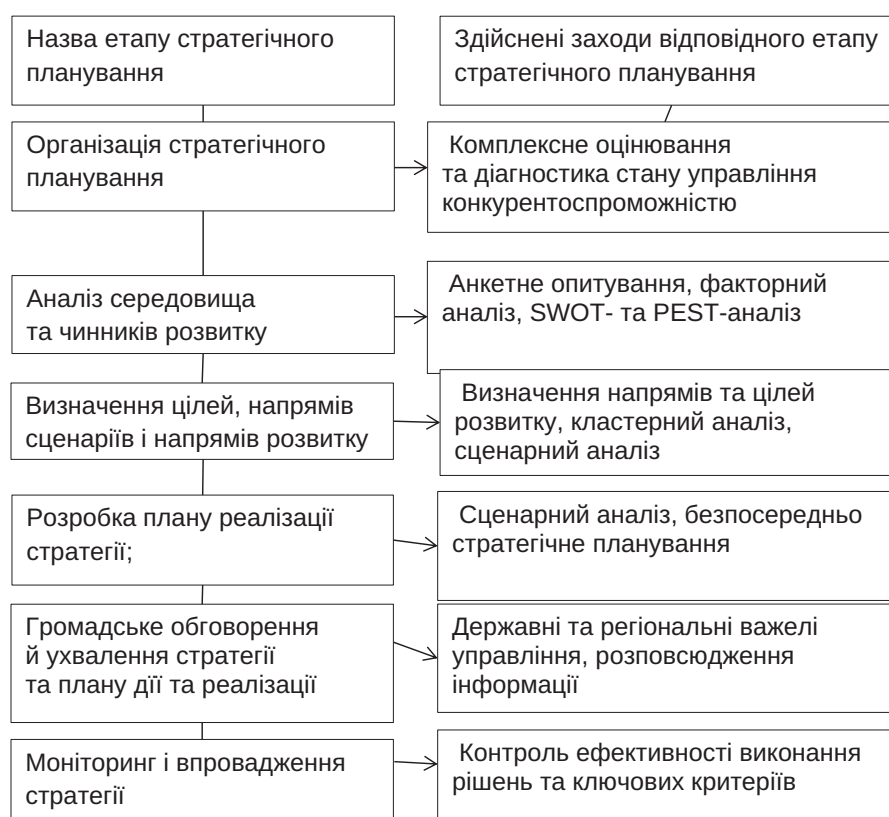 Назва етапу стратегічного
планування
Здійснені заходи відповідного етапу
стратегічного планування
Організація стратегічного
планування
Комплексне оцінювання
та діагностика стану управління
конкурентоспроможністю
Аналіз середовища
та чинників розвитку
Анкетне опитування, факторний
аналіз, SWOT- та PEST-аналіз
Визначення цілей, напрямів
сценаріїв і напрямів розвитку
Визначення напрямів та цілей
розвитку, кластерний аналіз,
сценарний аналіз
Розробка плану реалізації
стратегії;
Сценарний аналіз, безпосередньо
стратегічне планування
Громадське обговорення
й ухвалення стратегії
та плану дії та реалізації
Державні та регіональні важелі
управління, розповсюдження
інформації
Моніторинг і впровадження
стратегії
Контроль ефективності виконання
рішень та ключових критеріїв